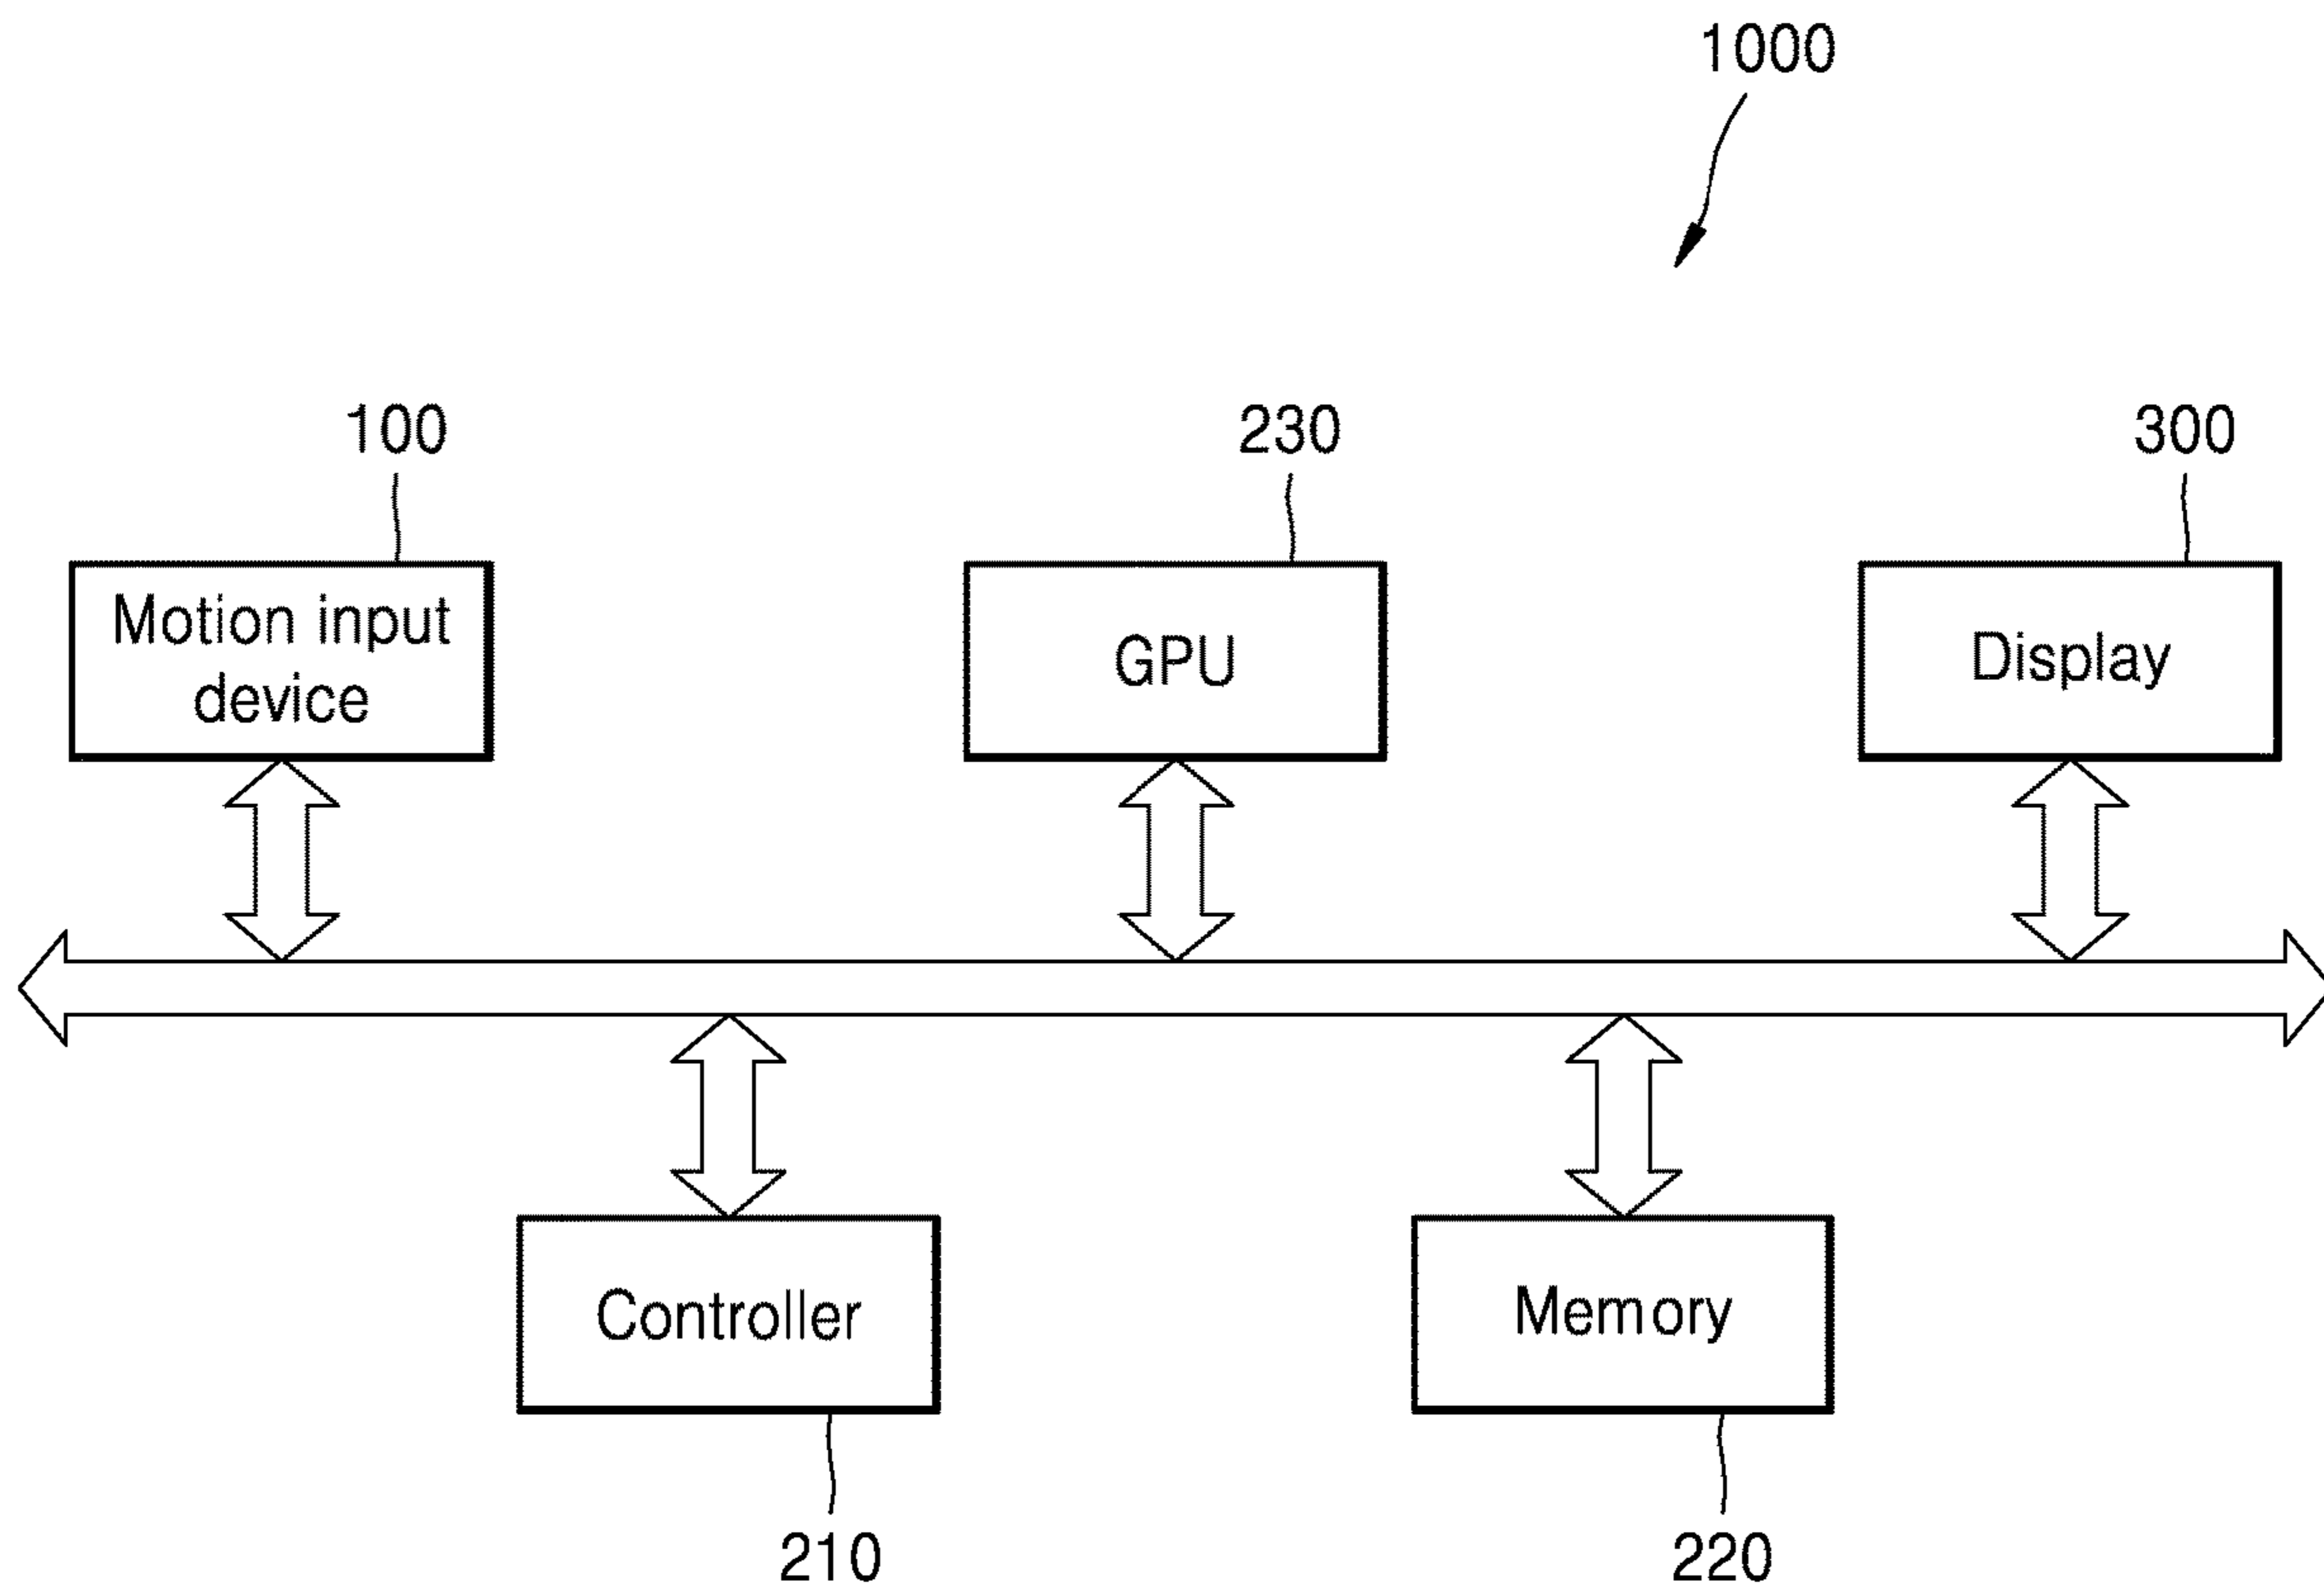 1000
100
230
300
Motion input
device
GPU
Display
Controller
Memory
210
220